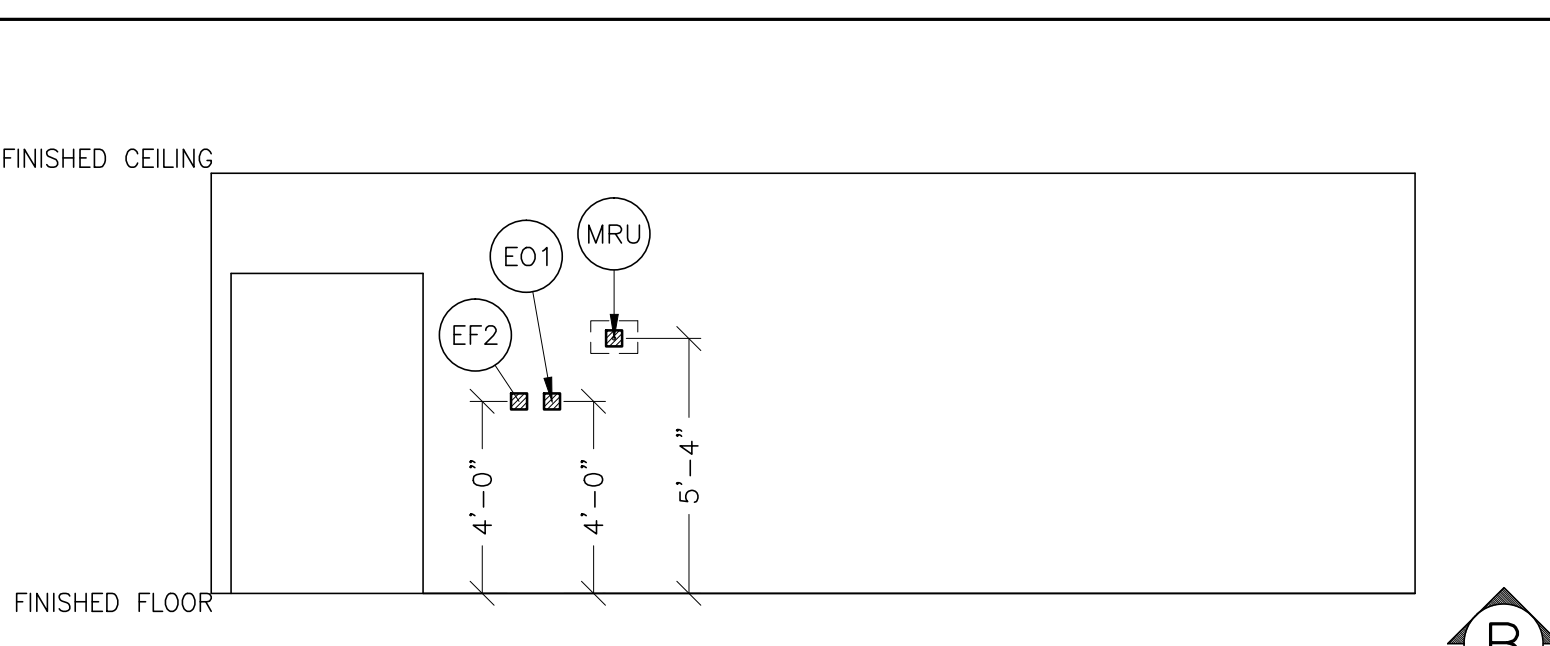 FINISHED CEILING
MRU
EO1
EF2
4'-0"
4'-0"
5'-4"
FINISHED FLOOR